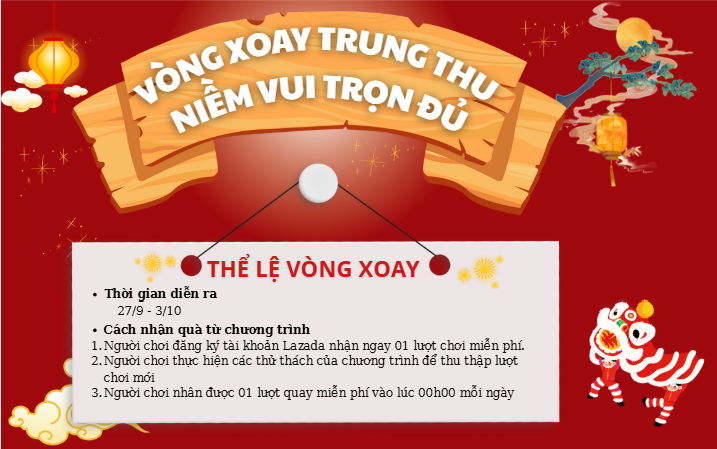 VÒNG XOAY TRUNG THU
NIỀM VUI TRỌN ĐỦ
THỂ LỆ VÒNG XOAY
• Thời gian diễn ra
27/9 - 3/10
• Cách nhận quà từ chương trình
1. Người chơi đăng ký tài khoản Lazada nhận ngay 01 lượt chơi miễn phí.
2. Người chơi thực hiện các thử thách của chương trình để thu thập lượt
chơi mới
3. Người chơi nhân được 01 lượt quay miễn phí vào lúc 00h00 mỗi ngày